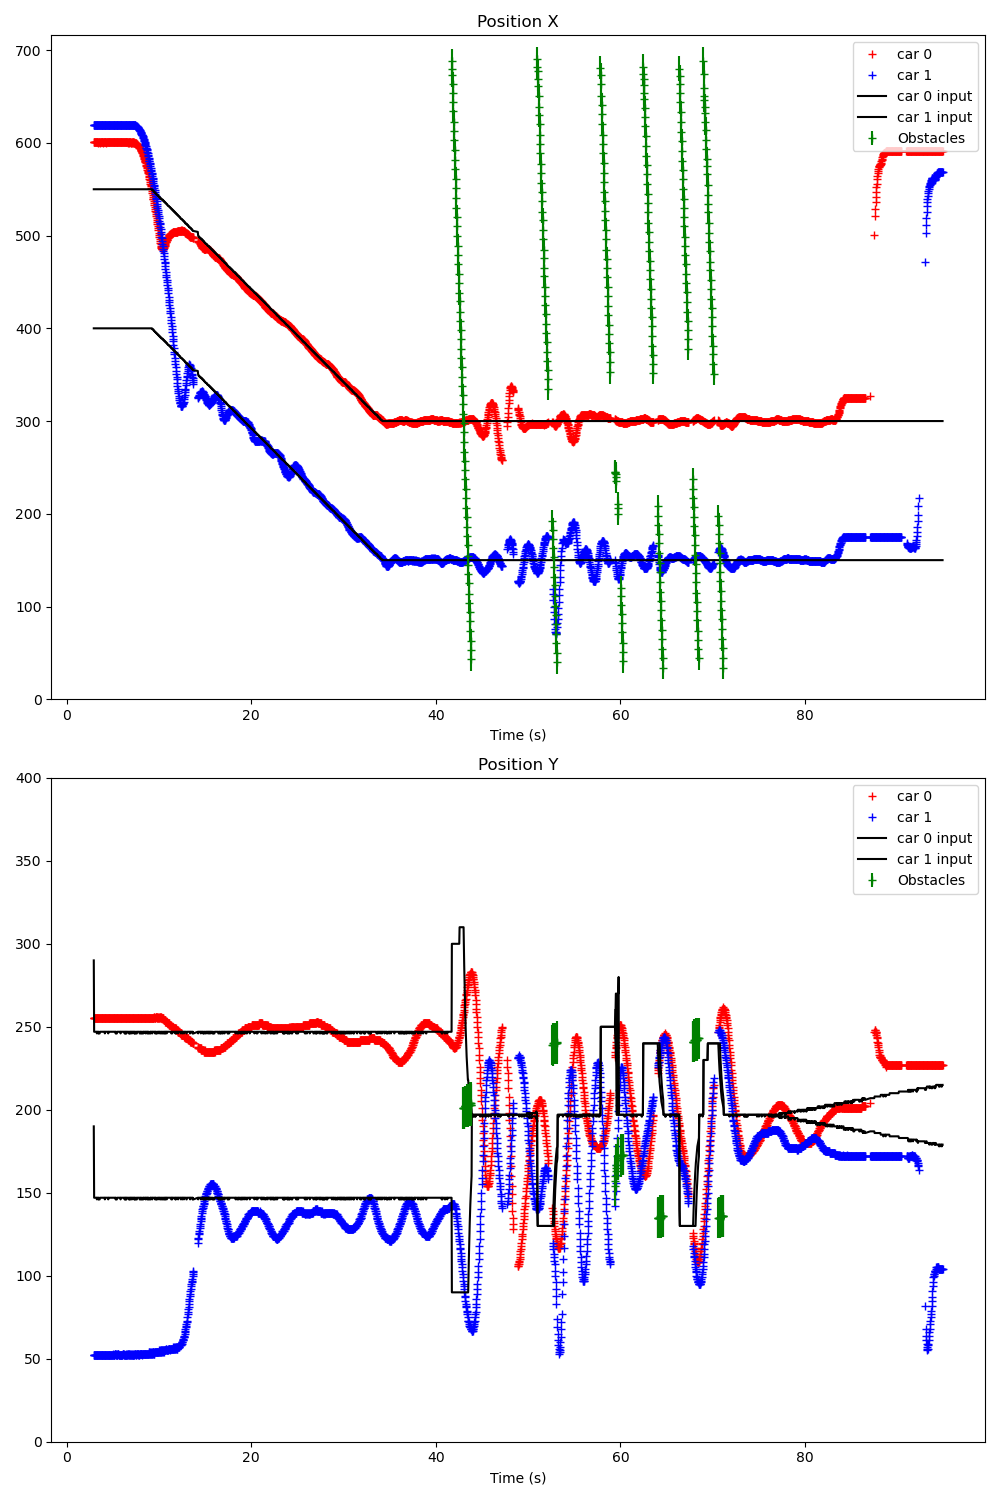 Position X
700
600
500
400
300
200
100
0
car 0
car 1
car 0 input
car 1 input
Obstacles
0 20 40 60 80
Time (s)
Position Y
400
350
300
250
200
150
100
50
0
car 0
car 1
car 0 input
car 1 input
Obstacles
0 20 40 60 80
Time (s)